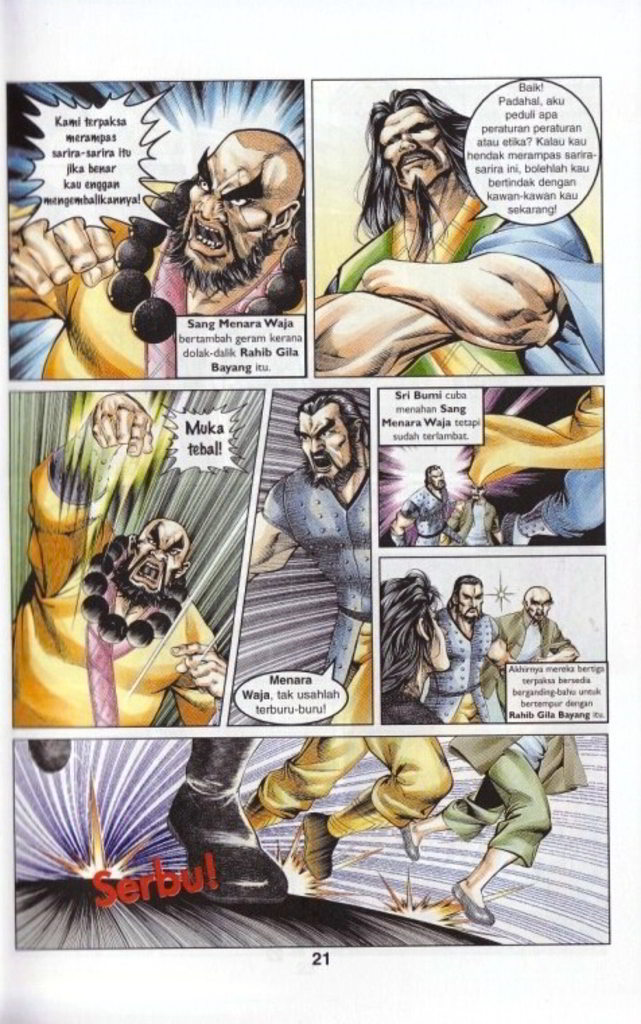 Kami terpaksa
merampas
sarira-sarira itu
jika benar
kau enggan
mengembalikannya!
Sang Menara Waja
bertambah geram kerana
dolak-dalik Rahib Gila
Bayang itu.
Baik!
Padahal, aku
peduli apa
peraturan peraturan
atau etika? Kalau kau
hendak merampas sarira-
sarira ini, bolehlah kau
bertindak dengan
kawan-kawan kau
sekarang!
Muka
tebal!
Menara
Waja, tak usahlah
terburu-buru!
Sri Bumi cuba
menahan Sang
Menara Waja tetapi
sudah terlambat.
Akhirnya mereka bertiga
terpaksa bersedia
berganding-bahu untuk
bertempur dengan
Rahib Gila Bayang itu.
Serbu!
21